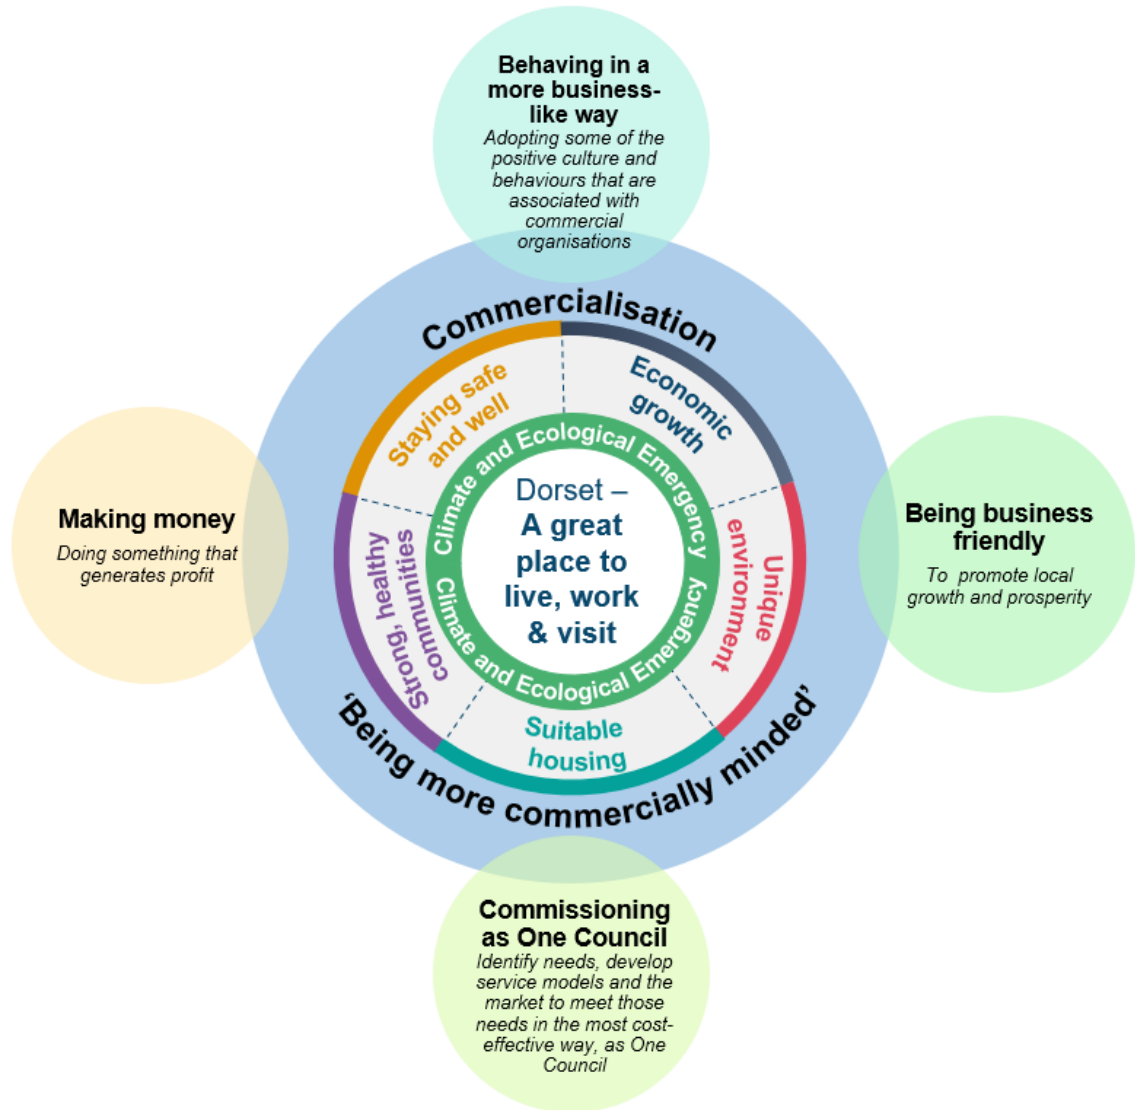 Behaving in a
more business-
like way
Adopting some of the
positive culture and
behaviours that are
associated with
commercial
organisations
Commercialisation
Staying safe
and well
Economic
growth
Climate and Ecological Emergency
Dorset –
A great
place to
live, work
& visit
Climate and Ecological Emergency
Strong, healthy
communities
Unique
environment
Suitable
housing
'Being more commercially minded'
Making money
Doing something that
generates profit
Being business
friendly
To promote local
growth and prosperity
Commissioning
as One Council
Identify needs, develop
service models and the
market to meet those
needs in the most cost-
effective way, as One
Council